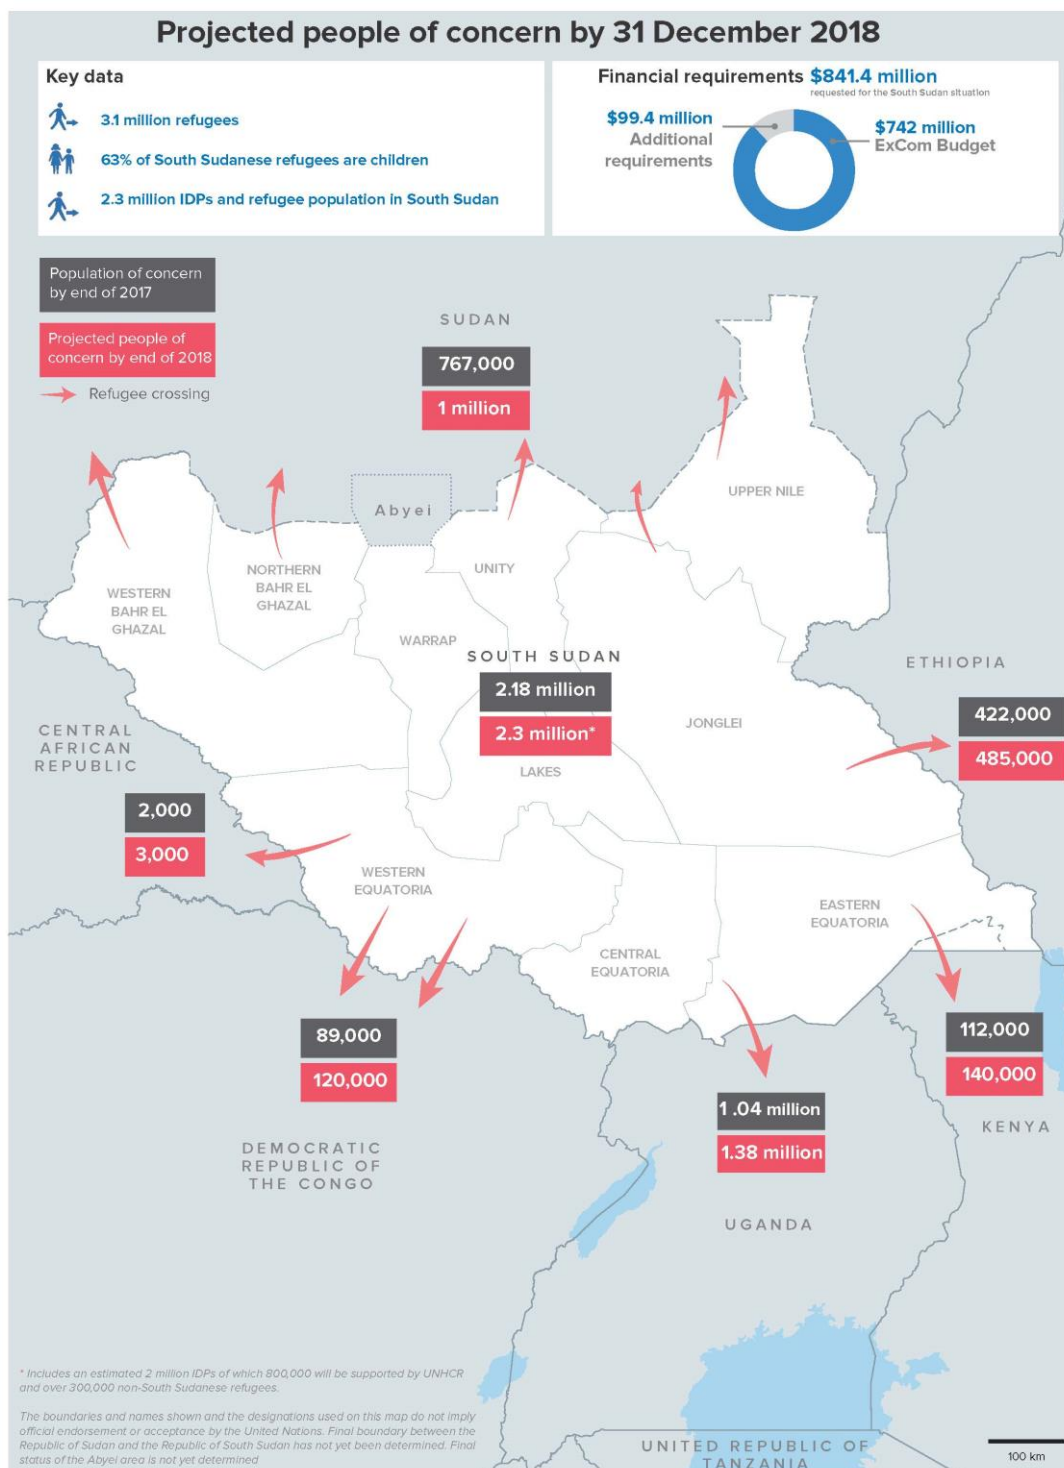 Projected people of concern by 31 December 2018
Key data
3.1 million refugees
63% of South Sudanese refugees are children
2.3 million IDPs and refugee population in South Sudan
Financial requirements $841.4 million
requested for the South Sudan situation
$99.4 million
Additional
requirements
$742 million
ExCom Budget
Population of concern
by end of 2017
Projected people of
concern by end of 2018
Refugee crossing
SUDAN
767,000
1 million
Abyei
UPPER NILE
UNITY
NORTHERN
BAHR EL
GHAZAL
WESTERN
BAHR EL
GHAZAL
WARRAP
SOUTH SUDAN
2.18 million
2.3 million*
LAKES
JONGLEI
ETHIOPIA
422,000
485,000
CENTRAL
AFRICAN
REPUBLIC
2,000
3,000
WESTERN
EQUATORIA
CENTRAL
EQUATORIA
EASTERN
EQUATORIA
89,000
120,000
DEMOCRATIC
REPUBLIC OF
THE CONGO
1 .04 million
1.38 million
UGANDA
112,000
140,000
KENYA
UNITED REPUBLIC OF
TANZANIA
* Includes an estimated 2 million IDPs of which 800,000 will be supported by UNHCR
and over 300,000 non-South Sudanese refugees.
The boundaries and names shown and the designations used on this map do not imply
official endorsement or acceptance by the United Nations. Final boundary between the
Republic of Sudan and the Republic of South Sudan has not yet been determined. Final
status of the Abyei area is not yet determined
100 km